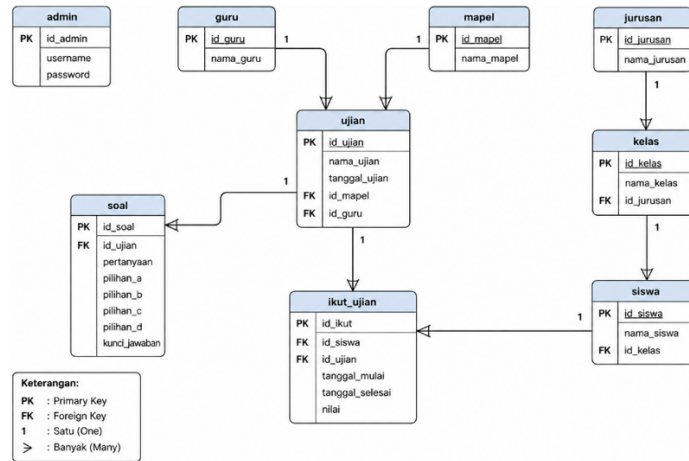 admin
PK id_admin
username
password
guru
PK id_guru
nama_guru
1
mapel
PK id_mapel
nama_mapel
1
jurusan
PK id_jurusan
nama_jurusan
1
ujian
PK id_ujian
nama_ujian
tanggal_ujian
FK id_mapel
FK id_guru
1
1
kelas
PK id_kelas
nama_kelas
FK id_jurusan
1
soal
PK id_soal
FK id_ujian
pertanyaan
pilihan_a
pilihan_b
pilihan_c
pilihan_d
kunci_jawaban
ikut_ujian
PK id_ikut
FK id_siswa
FK id_ujian
tanggal_mulai
tanggal_selesai
nilai
1
siswa
PK id_siswa
nama_siswa
FK id_kelas
Keterangan:
PK : Primary Key
FK : Foreign Key
1 : Satu (One)
: Banyak (Many)